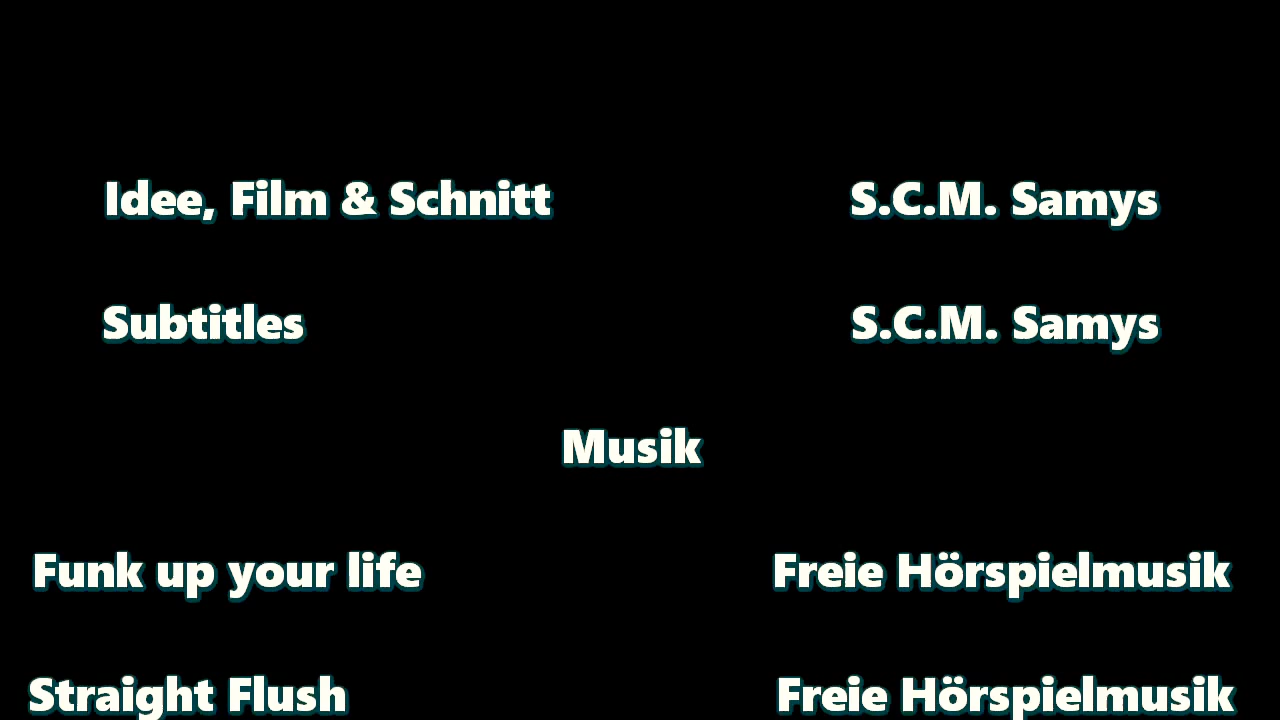 Idee, Film & Schnitt S.C.M. Samys
Subtitles S.C.M. Samys
Musik
Funk up your life Freie Hörspielmusik
Straight Flush Freie Hörspielmusik